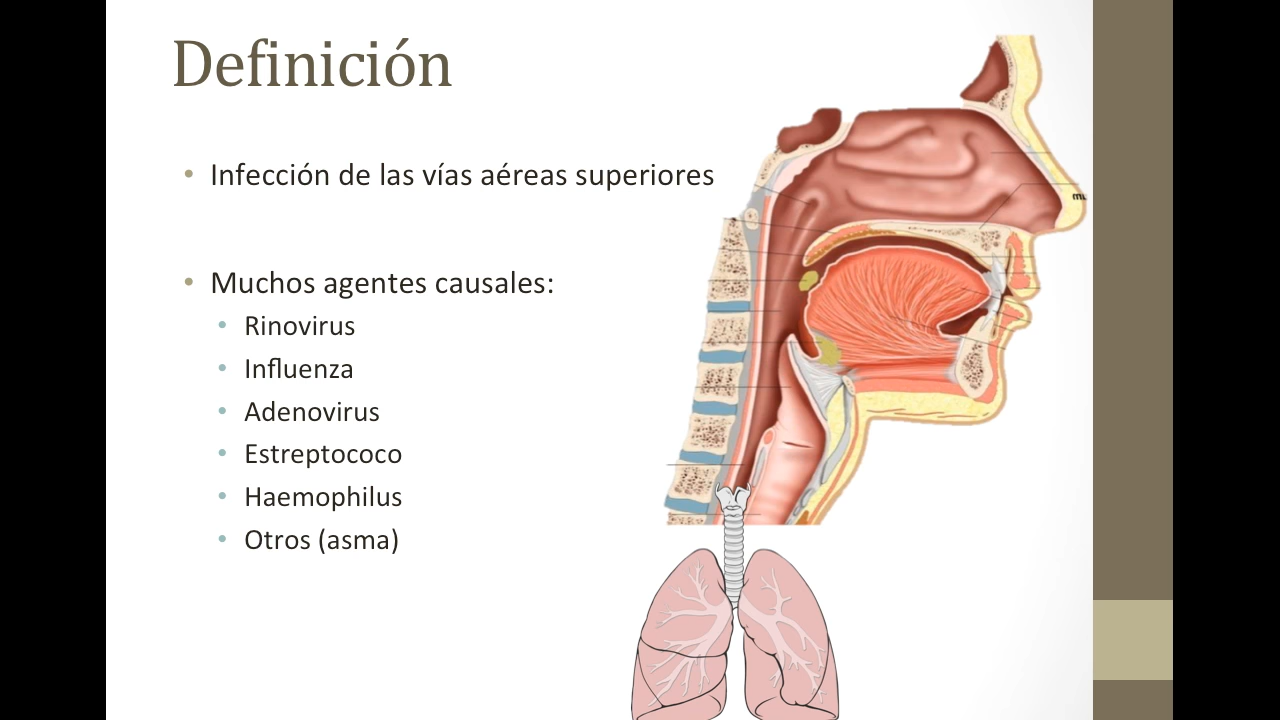 Definición
Infección de las vías aéreas superiores
Muchos agentes causales:
Rinovirus
Influenza
Adenovirus
Estreptococo
Haemophilus
Otros (asma)